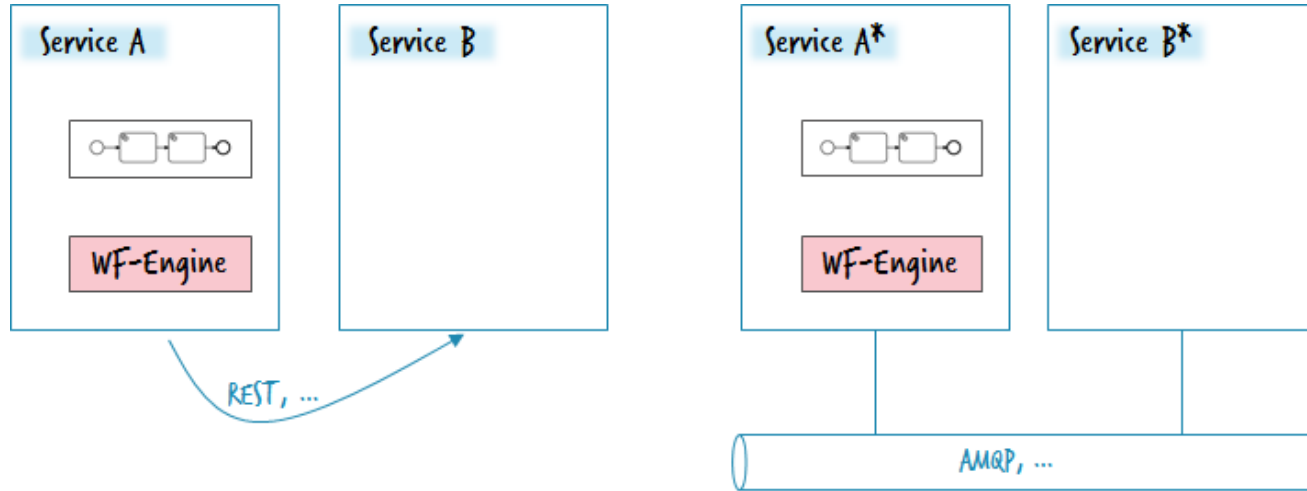 Service A
Service B
Service A*
Service B*
WF-Engine
WF-Engine
REST, ...
AMQP, ...